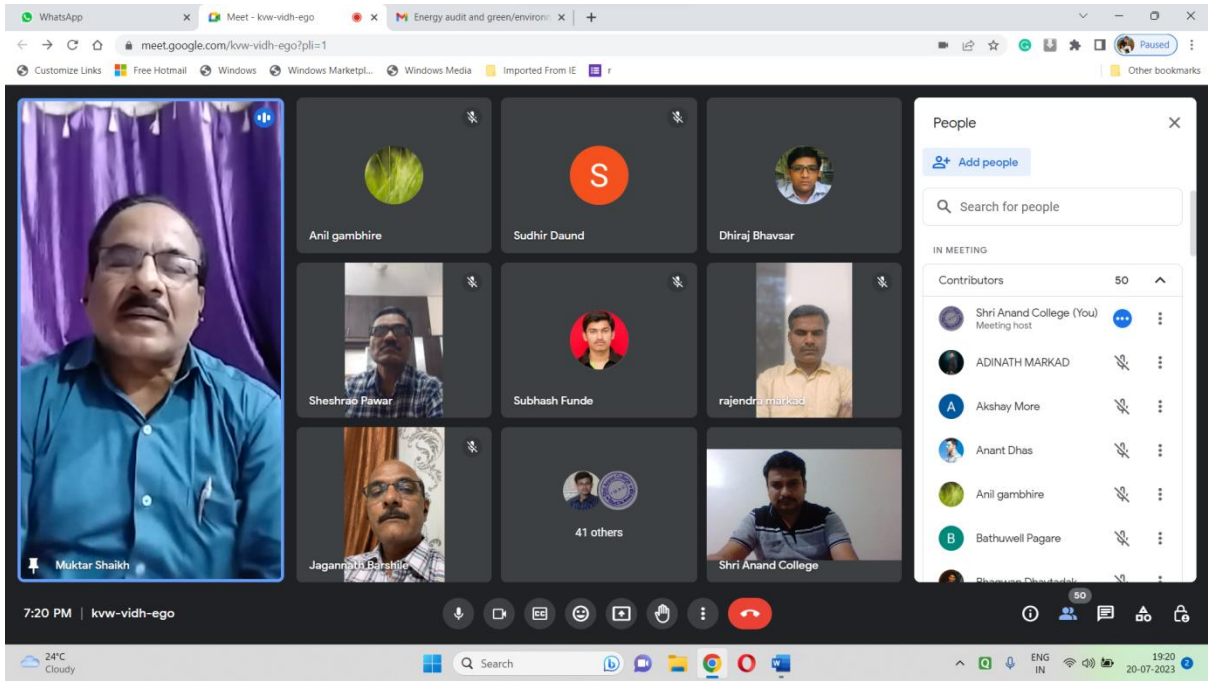 WhatsApp
Meet - kvw-vidh-ego
Energy audit and green/environm
meet.google.com/kvw-vidh-ego?pli=1
Paused
Customize Links
Free Hotmail
Windows
Windows Marketpl...
Windows Media
Imported From IE
r
Other bookmarks
Muktar Shaikh
Anil gambhire
S
Sudhir Daund
Dhiraj Bhavsar
Sheshrao Pawar
Subhash Funde
rajendra markad
Jagannath Barshile
41 others
Shri Anand College
People
Add people
Search for people
IN MEETING
Contributors 50
Shri Anand College (You)
Meeting host
ADINATH MARKAD
A Akshay More
Anant Dhas
Anil gambhire
B Bathuwell Pagare
7:20 PM | kvw-vidh-ego
CC
50
24°C
Cloudy
Search
ENG
IN
19:20
20-07-2023
2